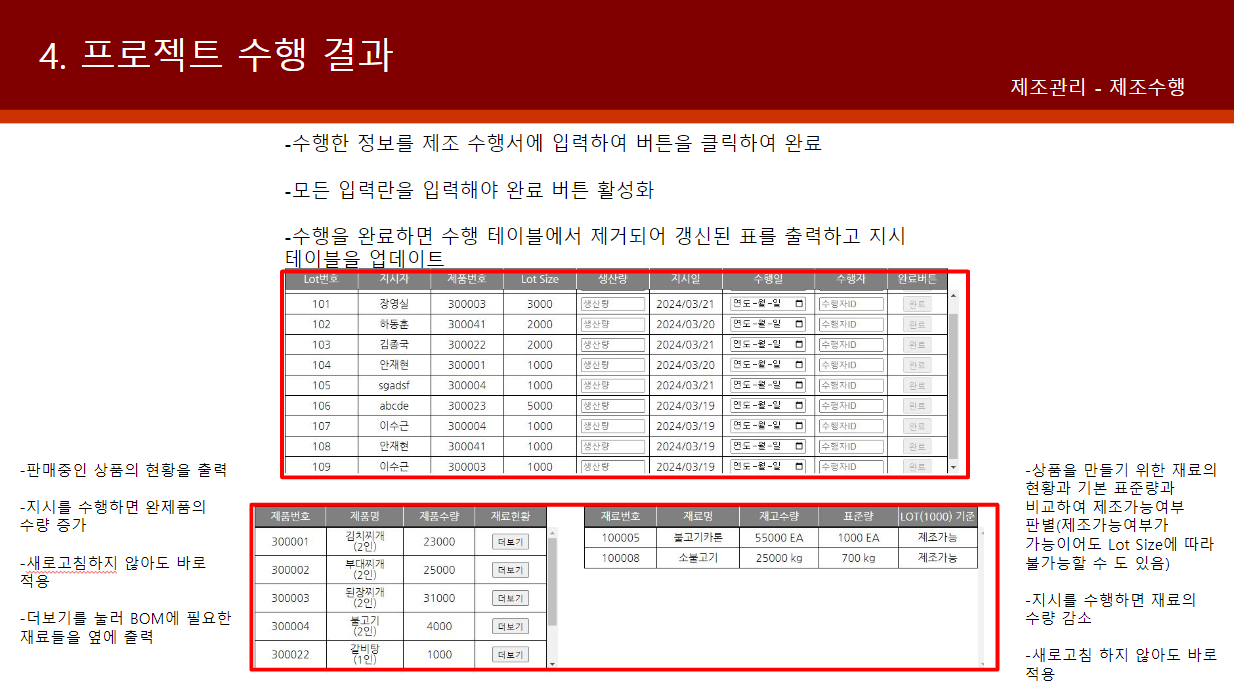 4. 프로젝트 수행 결과
제조관리 - 제조수행
-수행한 정보를 제조 수행서에 입력하여 버튼을 클릭하여 완료
-모든 입력란을 입력해야 완료 버튼 활성화
-수행을 완료하면 수행 테이블에서 제거되어 갱신된 표를 출력하고 지시
테이블을 업데이트
Lot번호 지시자 제품번호 Lot Size 생산량 지시일 수행일 수행자 완료버튼
101 장영실 300003 3000 생산량 2024/03/21 연도-월-일 수행자ID 완료
102 하동훈 300041 2000 생산량 2024/03/20 연도-월-일 수행자ID 완료
103 김종국 300022 2000 생산량 2024/03/21 연도-월-일 수행자ID 완료
104 안재현 300001 1000 생산량 2024/03/20 연도-월-일 수행자ID 완료
105 sgadsf 300004 1000 생산량 2024/03/21 연도-월-일 수행자ID 완료
106 abcde 300023 5000 생산량 2024/03/19 연도-월-일 수행자ID 완료
107 이수근 300004 1000 생산량 2024/03/19 연도-월-일 수행자ID 완료
108 안재현 300041 1000 생산량 2024/03/19 연도-월-일 수행자ID 완료
109 이수근 300003 1000 생산량 2024/03/19 연도-월-일 수행자ID 완료
-판매중인 상품의 현황을 출력
-지시를 수행하면 완제품의
수량 증가
-새로고침하지 않아도 바로
적용
-더보기를 눌러 BOM에 필요한
재료들을 옆에 출력
제품번호 제품명 제품수량 재료현황
300001 김치찌개 (2인) 23000 더보기
300002 부대찌개 (2인) 25000 더보기
300003 된장찌개 (2인) 31000 더보기
300004 불고기 (2인) 4000 더보기
300022 갈비탕 (1인) 1000 더보기
재료번호 재료명 재고수량 표준량 LOT(1000) 기준
100005 불고기카톤 55000 EA 1000 EA 제조가능
100008 소불고기 25000 kg 700 kg 제조가능
-상품을 만들기 위한 재료의
현황과 기본 표준량과
비교하여 제조가능여부
판별(제조가능여부가
가능이어도 Lot Size에 따라
불가능할 수 도 있음)
-지시를 수행하면 재료의
수량 감소
-새로고침 하지 않아도 바로
적용